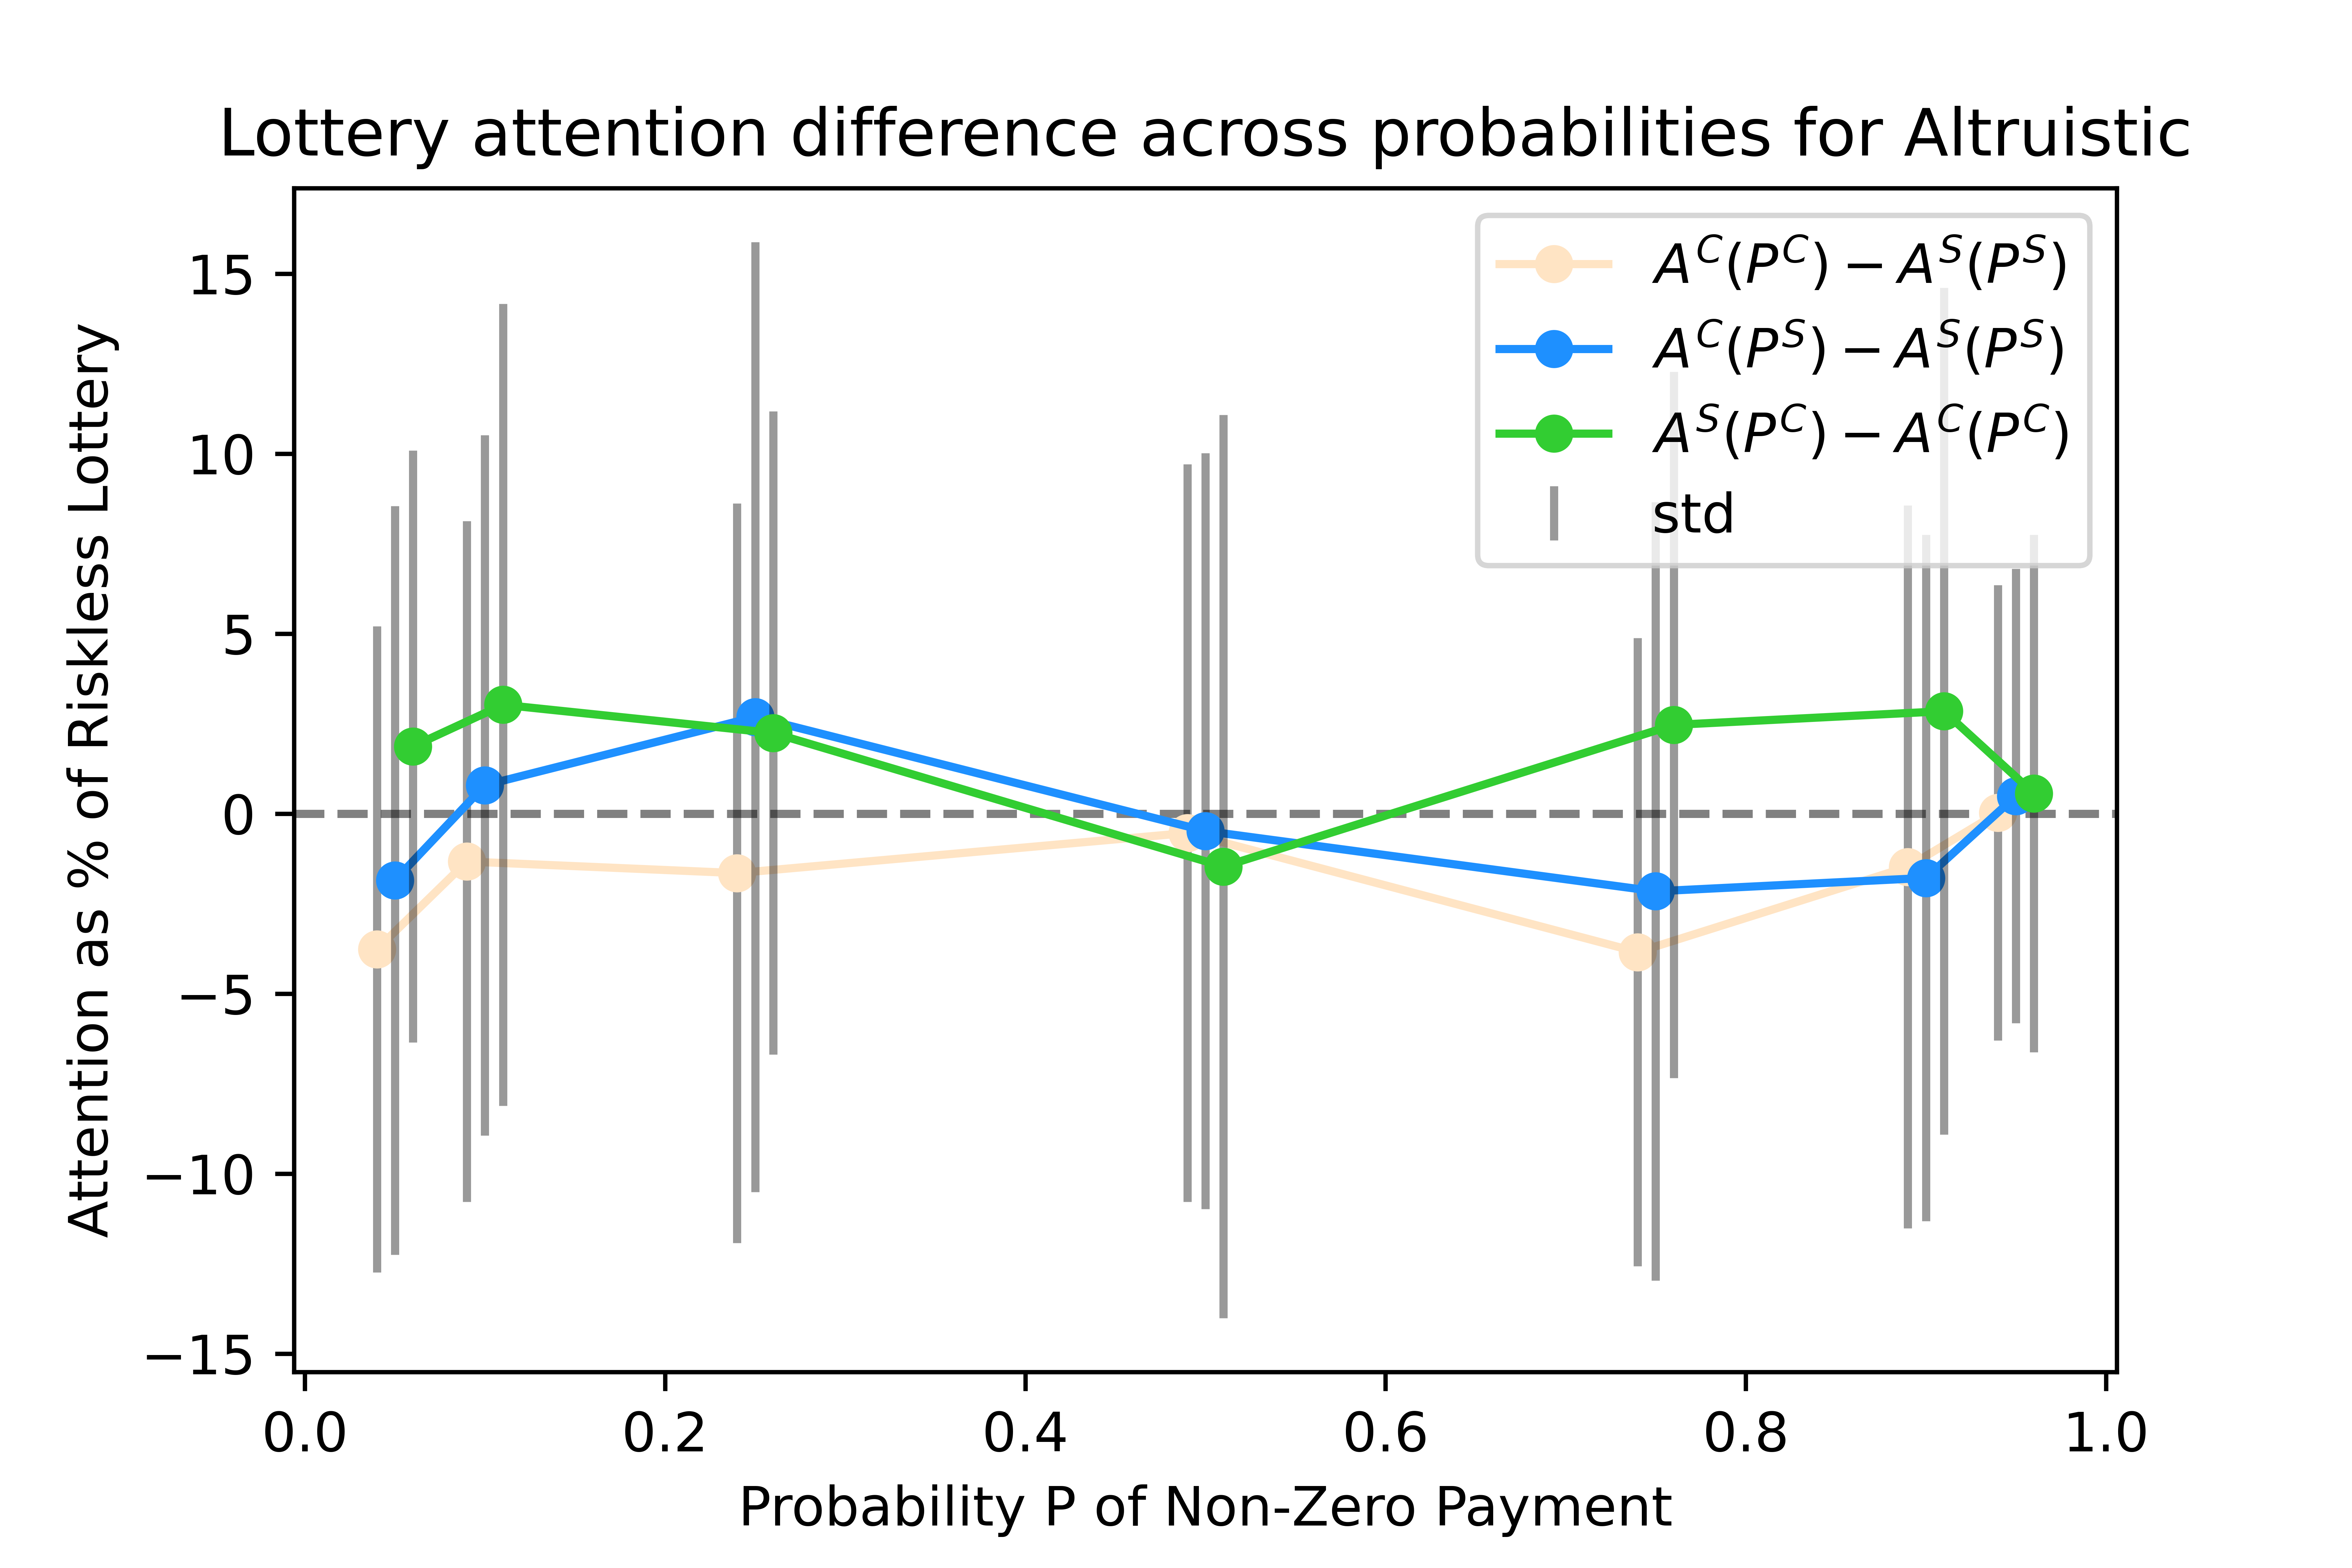 Lottery attention difference across probabilities for Altruistic
A^C(P^C) − A^S(P^S)
A^C(P^S) − A^S(P^S)
A^S(P^C) − A^C(P^C)
std
Attention as % of Riskless Lottery
15
10
5
0
−5
−10
−15
0.0 0.2 0.4 0.6 0.8 1.0
Probability P of Non-Zero Payment